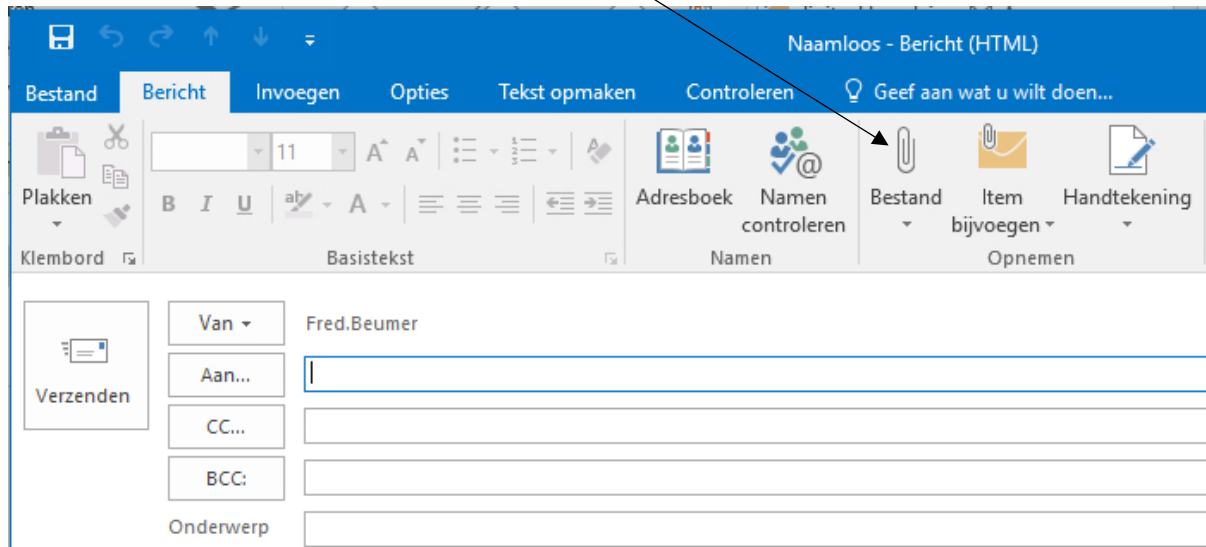 Naamloos - Bericht (HTML)
Bestand Bericht Invoegen Opties Tekst opmaken Controleren Geef aan wat u wilt doen...
11
Plakken
B I U
Adresboek
Namen controleren
Bestand
Item bijvoegen
Handtekening
Klembord Basistekst Namen Opnemen
Verzenden
Van Fred.Beumer
Aan...
CC...
BCC:
Onderwerp